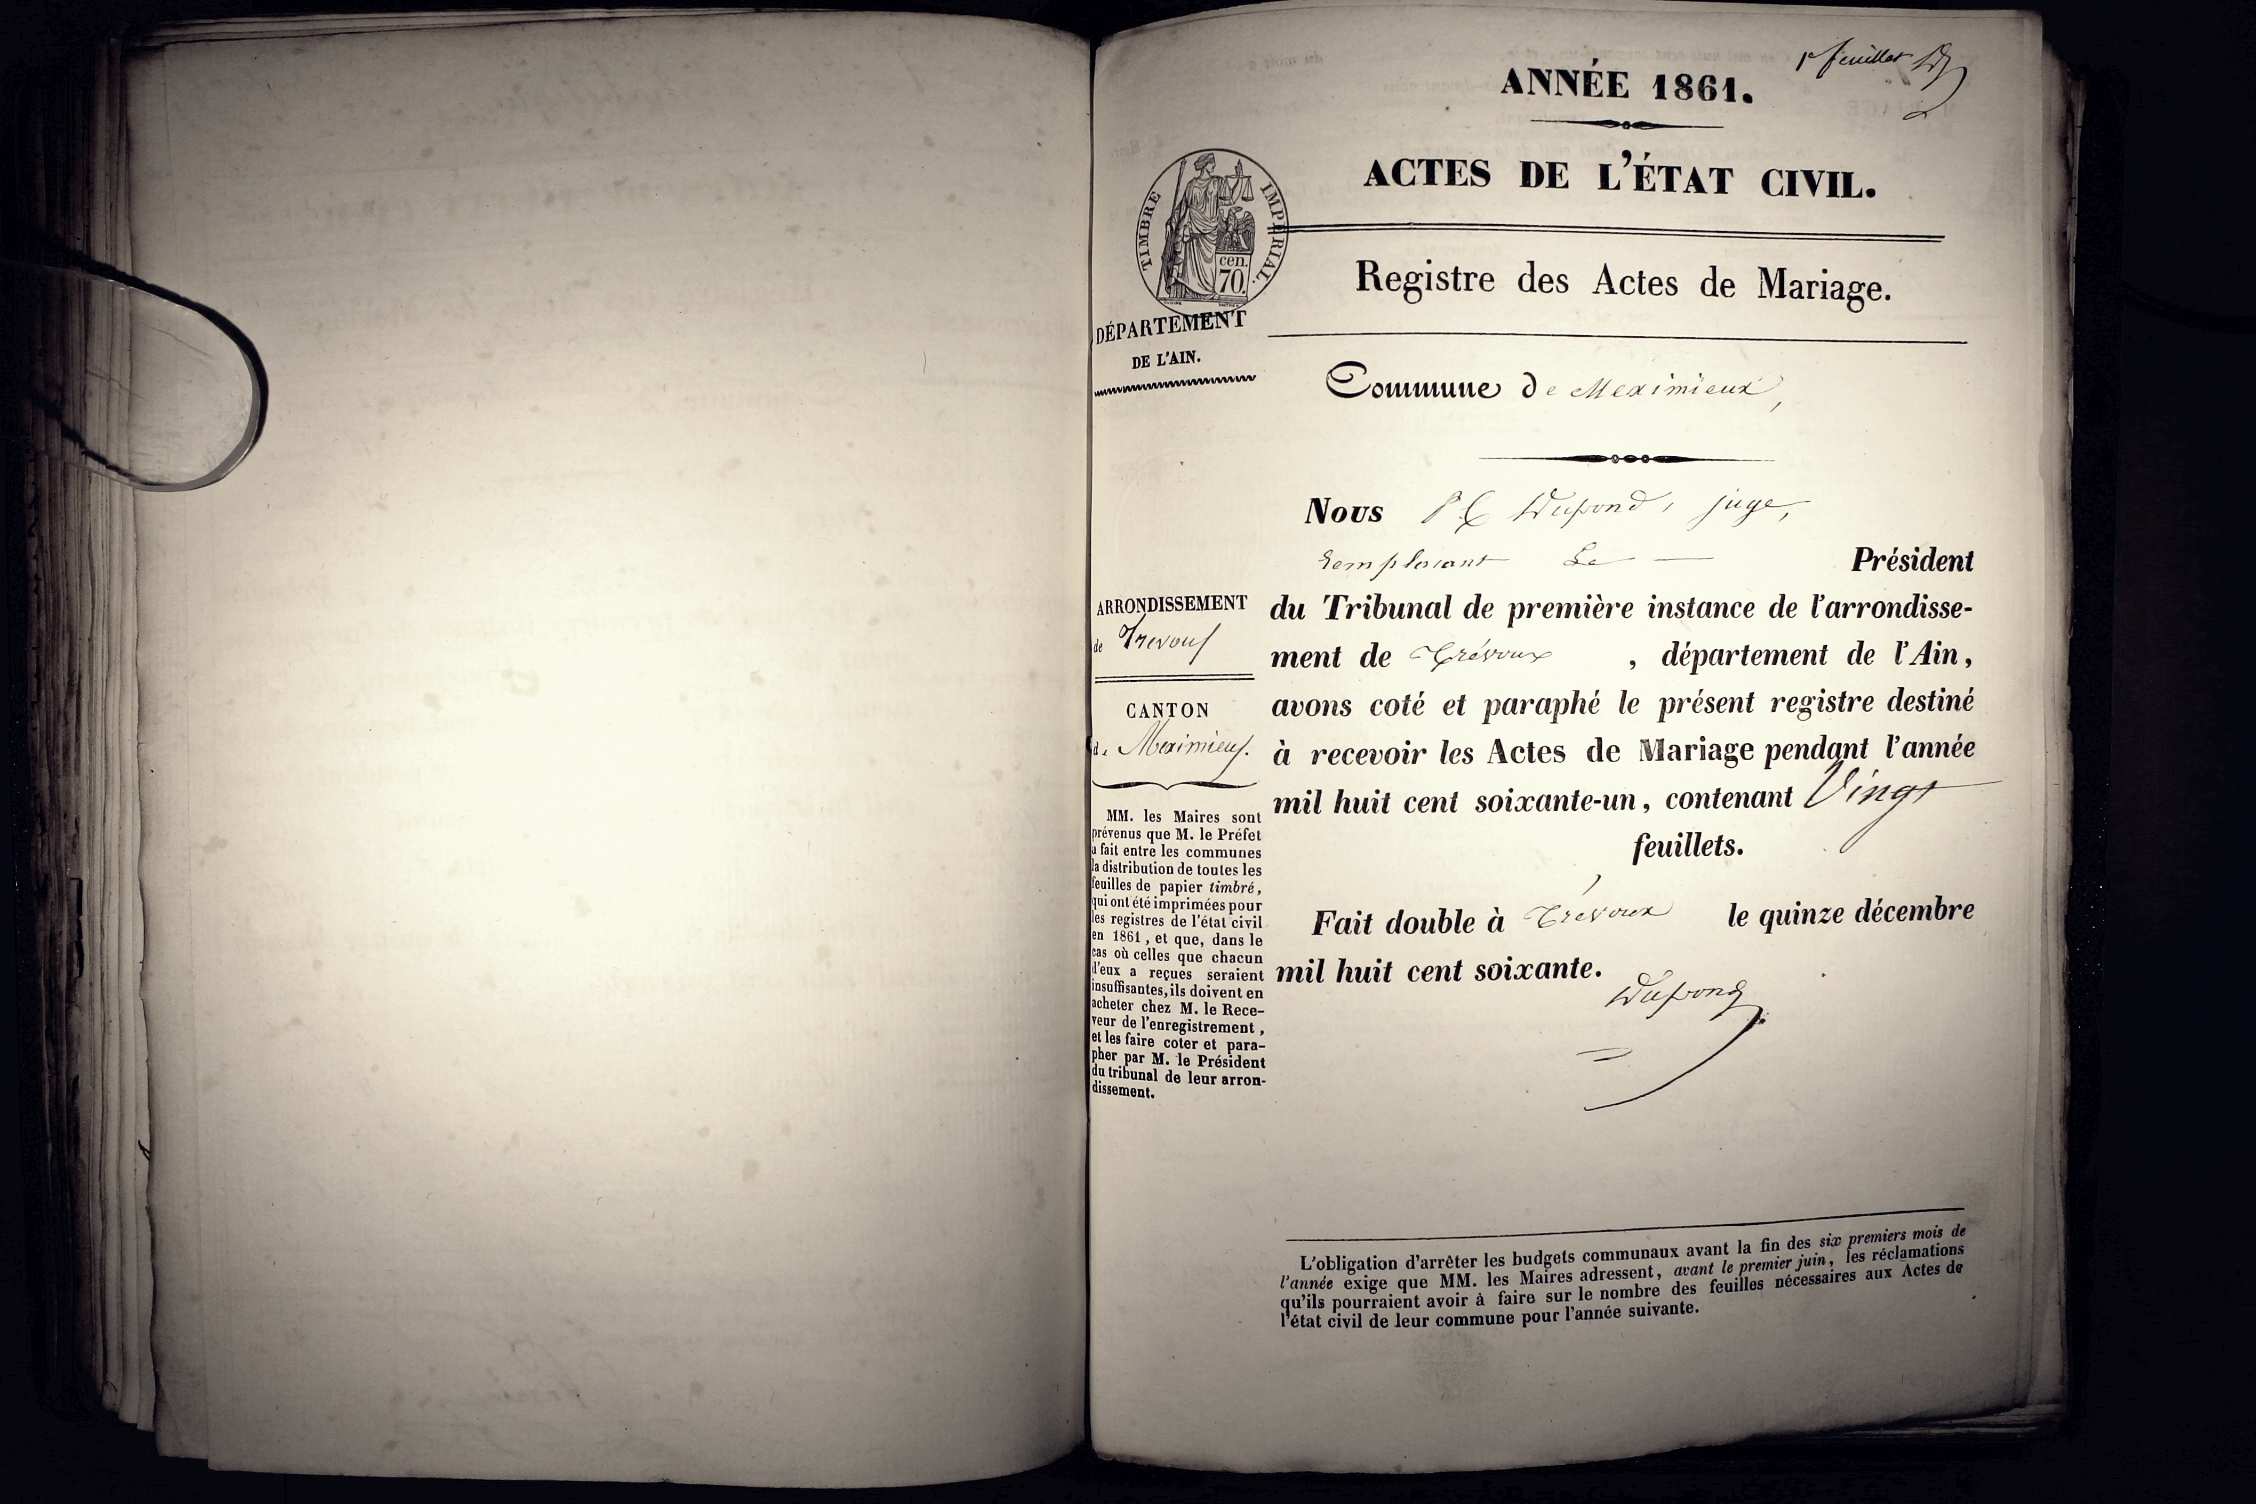 1er feuillet
ANNÉE 1861.
ACTES DE L'ÉTAT CIVIL.
TIMBRE IMPÉRIAL.
cen.
70.
Registre des Actes de Mariage.
DÉPARTEMENT
DE L'AIN.
Commune de Meximieux,
Nous Dupond, juge,
remplacant Le — Président
du Tribunal de première instance de l'arrondisse-
ment de Trévoux, département de l'Ain,
avons coté et paraphé le présent registre destiné
à recevoir les Actes de Mariage pendant l'année
mil huit cent soixante-un, contenant Vingt
feuillets.
Fait double à Trévoux le quinze décembre
mil huit cent soixante.
Dupond
ARRONDISSEMENT
de Trevoux
CANTON
de Meximieux.
MM. les Maires sont
prévenus que M. le Préfet
a fait entre les communes
la distribution de toutes les
feuilles de papier timbré,
qui ont été imprimées pour
les registres de l'état civil
en 1861, et que, dans le
cas où celles que chacun
d'eux a reçues seraient
insuffisantes, ils doivent en
acheter chez M. le Rece-
veur de l'enregistrement,
et les faire coter et para-
pher par M. le Président
du tribunal de leur arron-
dissement.
L'obligation d'arrêter les budgets communaux avant la fin des six premiers mois de
l'année exige que MM. les Maires adressent, avant le premier juin, les réclamations
qu'ils pourraient avoir à faire sur le nombre des feuilles nécessaires aux Actes de
l'état civil de leur commune pour l'année suivante.